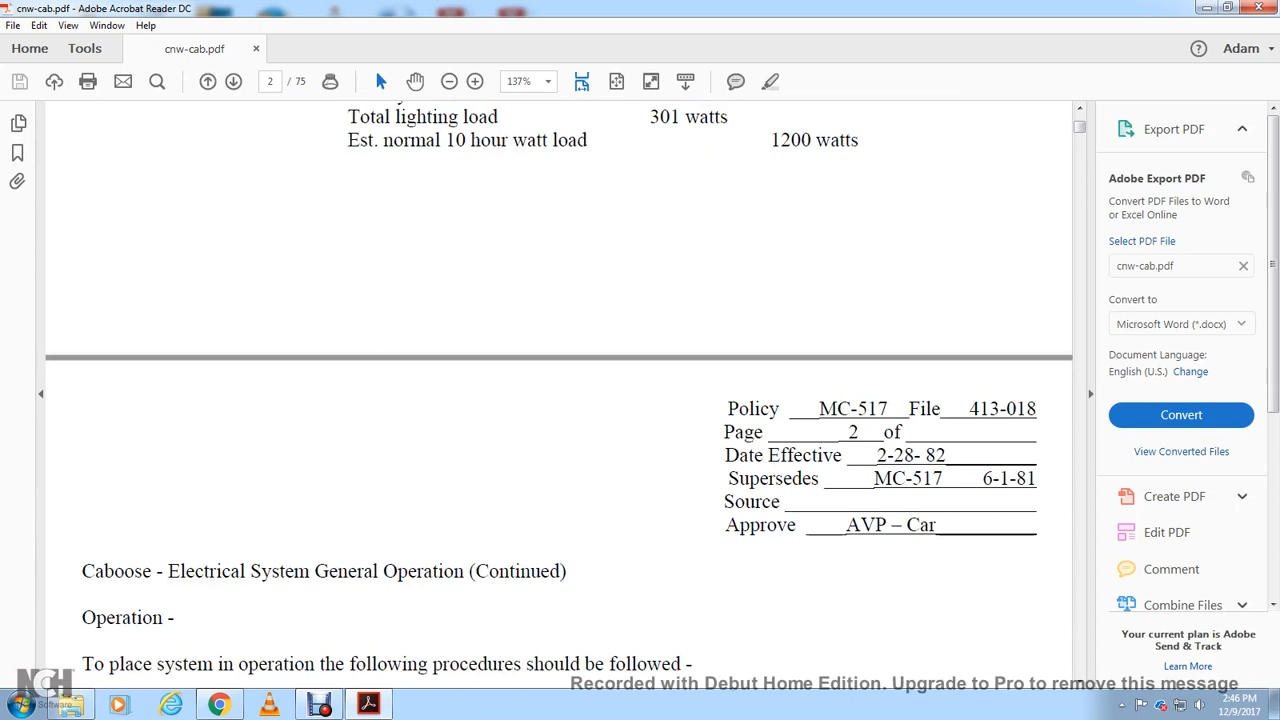 cnw-cab.pdf - Adobe Acrobat Reader DC
File Edit View Window Help
Home Tools cnw-cab.pdf × Adam
2 / 75 137%
Total lighting load 301 watts
Est. normal 10 hour watt load 1200 watts
Policy MC-517 File 413-018
Page 2 of
Date Effective 2-28- 82
Supersedes MC-517 6-1-81
Source
Approve AVP – Car
Caboose - Electrical System General Operation (Continued)
Operation -
To place system in operation the following procedures should be followed -
Export PDF
Adobe Export PDF
Convert PDF Files to Word
or Excel Online
Select PDF File
cnw-cab.pdf
Convert to
Microsoft Word (*.docx)
Document Language:
English (U.S.) Change
Convert
View Converted Files
Create PDF
Edit PDF
Comment
Combine Files
Your current plan is Adobe
Send & Track
Learn More
NCH Software
Recorded with Debut Home Edition. Upgrade to Pro to remove this message
2:46 PM
12/9/2017